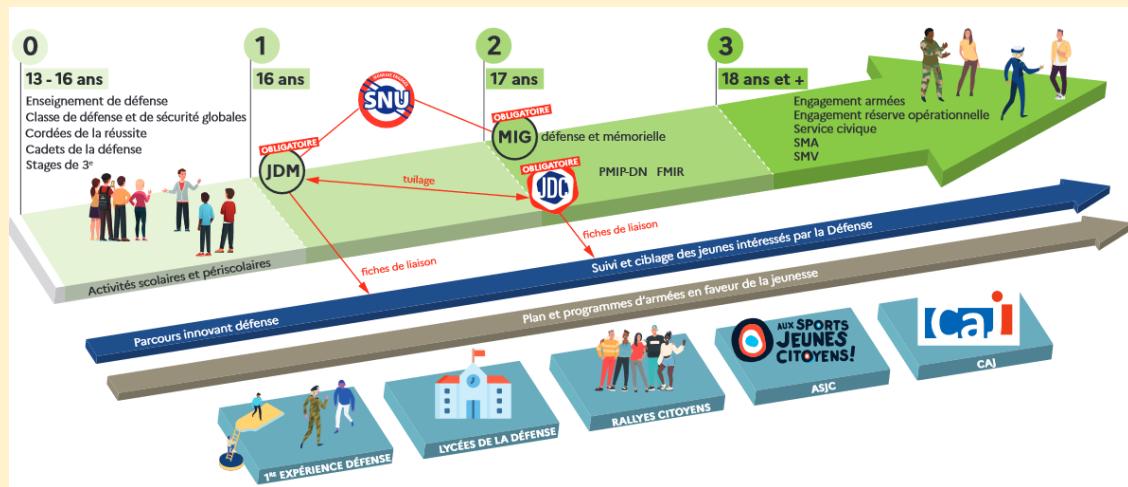 0
13 - 16 ans
Enseignement de défense
Classe de défense et de sécurité globales
Cordées de la réussite
Cadets de la défense
Stages de 3e
1
16 ans
SNU
OBLIGATOIRE
JDM
2
17 ans
OBLIGATOIRE
MIG
défense et mémorielle
OBLIGATOIRE
JDC
PMIP-DN FMIR
tuilage
3
18 ans et +
Engagement armées
Engagement réserve opérationnelle
Service civique
SMA
SMV
Activités scolaires et périscolaires
fiches de liaison
fiches de liaison
Parcours innovant défense
Suivi et ciblage des jeunes intéressés par la Défense
Plan et programmes d'armées en faveur de la jeunesse
1RE EXPÉRIENCE DÉFENSE
LYCÉES DE LA DÉFENSE
RALLYES CITOYENS
AUX SPORTS
JEUNES
CITOYENS!
ASJC
caj
CAJ